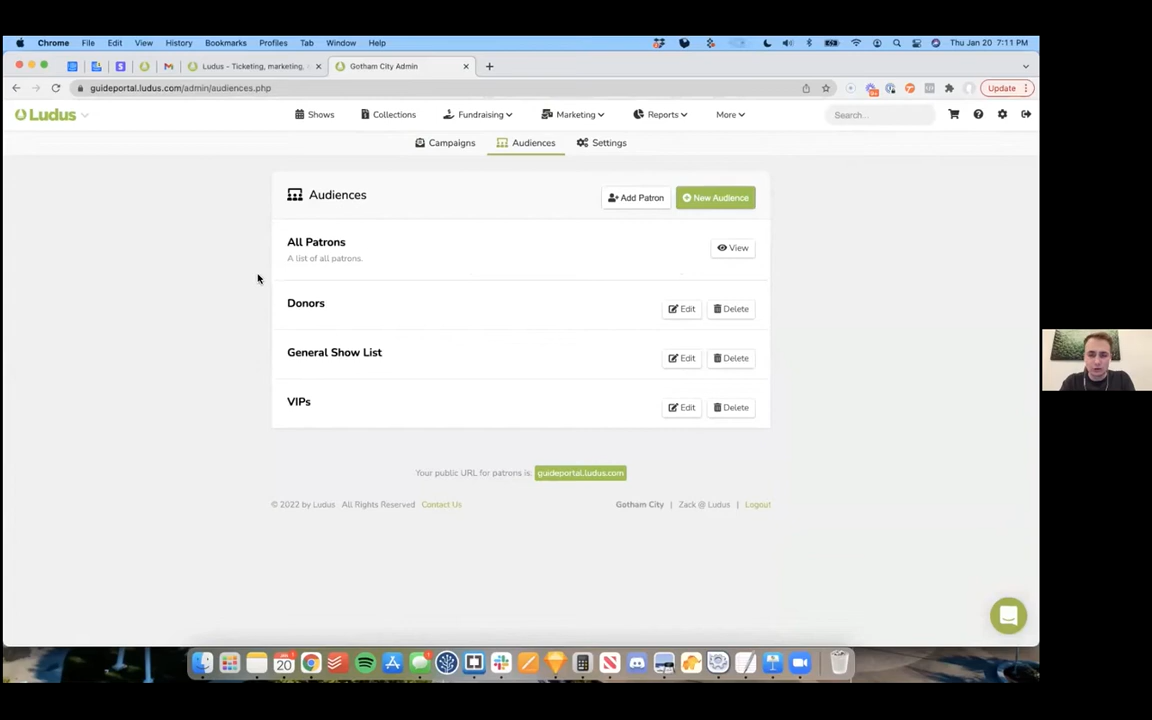 Chrome File Edit View History Bookmarks Profiles Tab Window Help Thu Jan 20 7:11 PM
Ludus - Ticketing, marketing, Gotham City Admin
guideportal.ludus.com/admin/audiences.php Update
Ludus Shows Collections Fundraising Marketing Reports More Search...
Campaigns Audiences Settings
Audiences Add Patron New Audience
All Patrons View
A list of all patrons.
Donors Edit Delete
General Show List Edit Delete
VIPs Edit Delete
Your public URL for patrons is: guideportal.ludus.com
© 2022 by Ludus All Rights Reserved Contact Us Gotham City | Zack @ Ludus | Logout
20